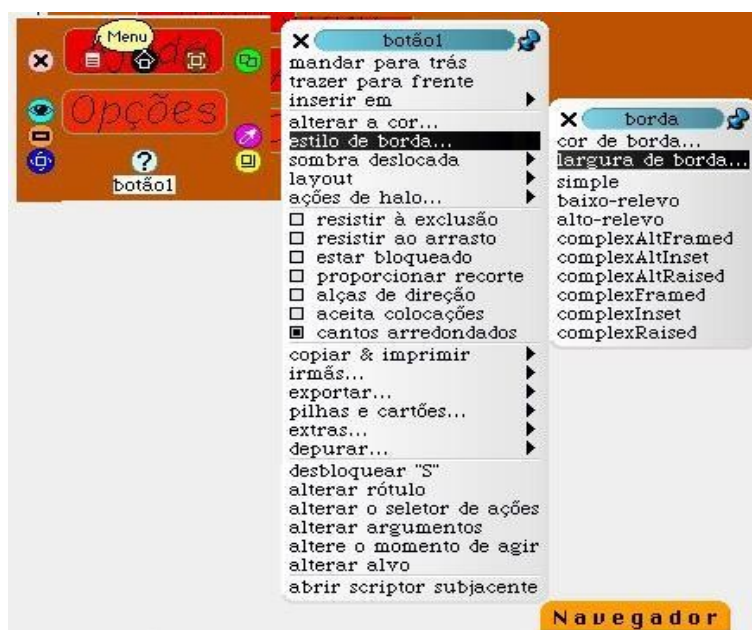 Menu
Opções
botão1
botão1
mandar para trás
trazer para frente
inserir em
alterar a cor...
estilo de borda...
sombra deslocada
layout
ações de halo...
resistir à exclusão
resistir ao arrasto
estar bloqueado
proporcionar recorte
alças de direção
aceita colocações
cantos arredondados
copiar & imprimir
irmãs...
exportar...
pilhas e cartões...
extras...
depurar...
desbloquear "S"
alterar rótulo
alterar o seletor de ações
alterar argumentos
altere o momento de agir
alterar alvo
abrir scriptor subjacente
borda
cor de borda...
largura de borda...
simple
baixo-relevo
alto-relevo
complexAltFramed
complexAltInset
complexAltRaised
complexFramed
complexInset
complexRaised
Navegador